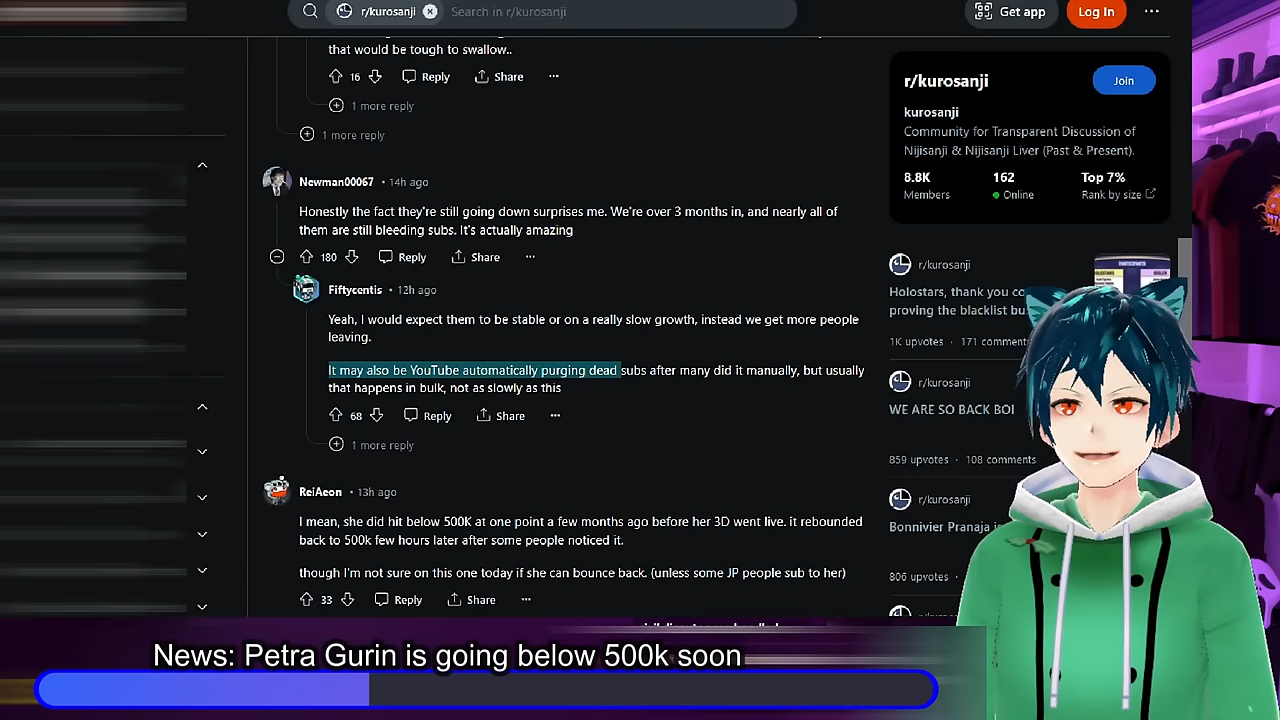 r/kurosanji
Search in r/kurosanji
Get app
Log In
that would be tough to swallow..
16
Reply
Share
1 more reply
1 more reply
Newman00067 • 14h ago
Honestly the fact they're still going down surprises me. We're over 3 months in, and nearly all of
them are still bleeding subs. It's actually amazing
180
Reply
Share
Fiftycentis • 12h ago
Yeah, I would expect them to be stable or on a really slow growth, instead we get more people
leaving.
It may also be YouTube automatically purging dead subs after many did it manually, but usually
that happens in bulk, not as slowly as this
68
Reply
Share
1 more reply
ReiAeon • 13h ago
I mean, she did hit below 500K at one point a few months ago before her 3D went live. it rebounded
back to 500k few hours later after some people noticed it.
though I'm not sure on this one today if she can bounce back. (unless some JP people sub to her)
33
Reply
Share
r/kurosanji
Join
kurosanji
Community for Transparent Discussion of
Nijisanji & Nijisanji Liver (Past & Present).
8.8K
162
Top 7%
Members
Online
Rank by size
r/kurosanji
PARTICIPANTS
Holostars, thank you
proving the blacklist
1K upvotes • 171 comments
r/kurosanji
WE ARE SO BACK BOI
859 upvotes • 108 comments
r/kurosanji
Bonnivier Pranaja
806 upvotes •
News: Petra Gurin is going below 500k soon